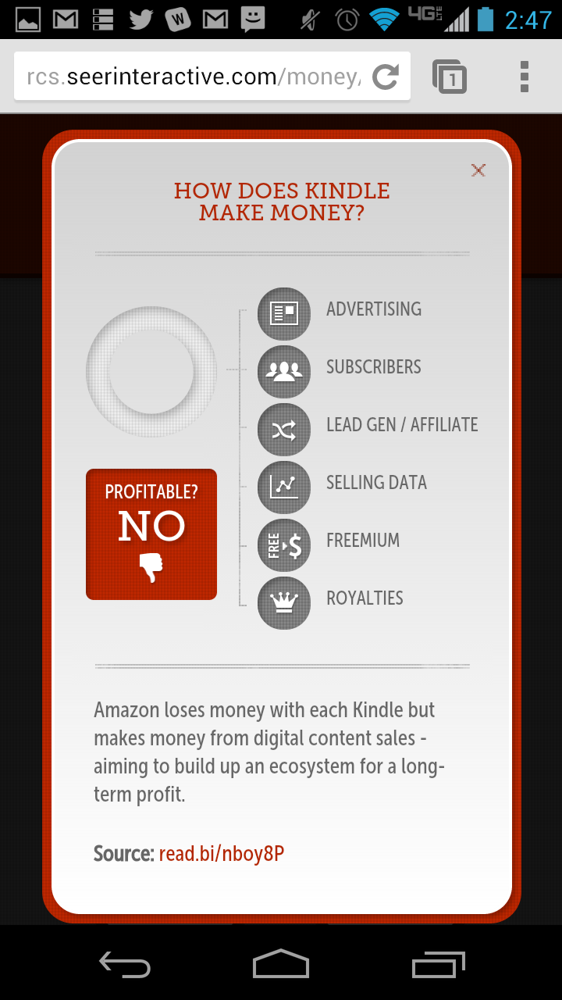 W
4G LTE
2:47
rcs.seerinteractive.com/money/
1
HOW DOES KINDLE
MAKE MONEY?
ADVERTISING
SUBSCRIBERS
LEAD GEN / AFFILIATE
SELLING DATA
FREE $
FREEMIUM
ROYALTIES
PROFITABLE?
NO
Amazon loses money with each Kindle but
makes money from digital content sales -
aiming to build up an ecosystem for a long-
term profit.
Source: read.bi/nboy8P